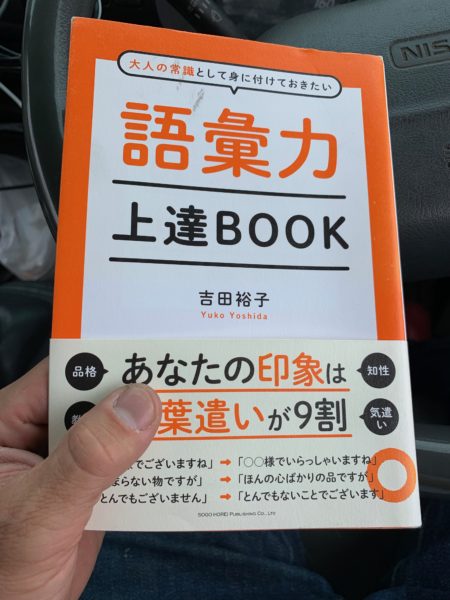 大人の常識として身に付けておきたい
語彙力
上達BOOK
吉田裕子
Yuko Yoshida
品格
知性
気遣い
あなたの印象は
葉遣いが9割
でございますね」→「〇〇様でいらっしゃいますね」
らない物ですが」→「ほんの心ばかりの品ですが」
とんでもございません」→「とんでもないことでございます」
SOGO HOREI PUBLISHING CO., LTD
NIS